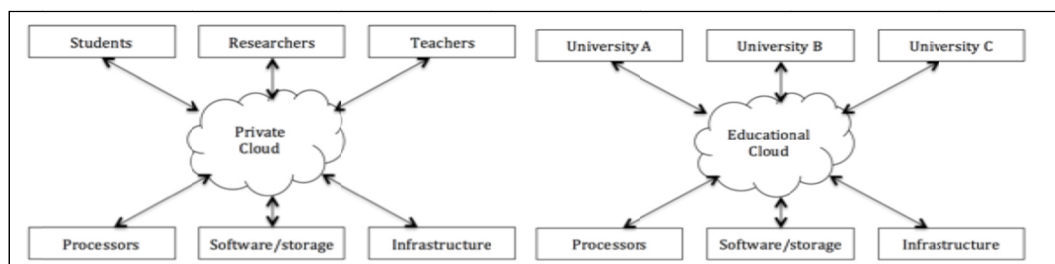 Students
Researchers
Teachers
Private
Cloud
Processors
Software/storage
Infrastructure
University A
University B
University C
Educational
Cloud
Processors
Software/storage
Infrastructure